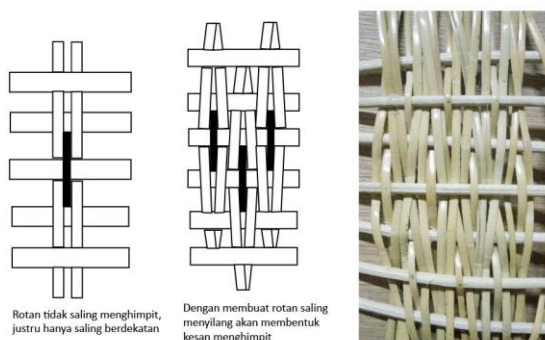 Rotan tidak saling menghimpit,
justru hanya saling berdekatan
Dengan membuat rotan saling
menyilang akan membentuk
kesan menghimpit